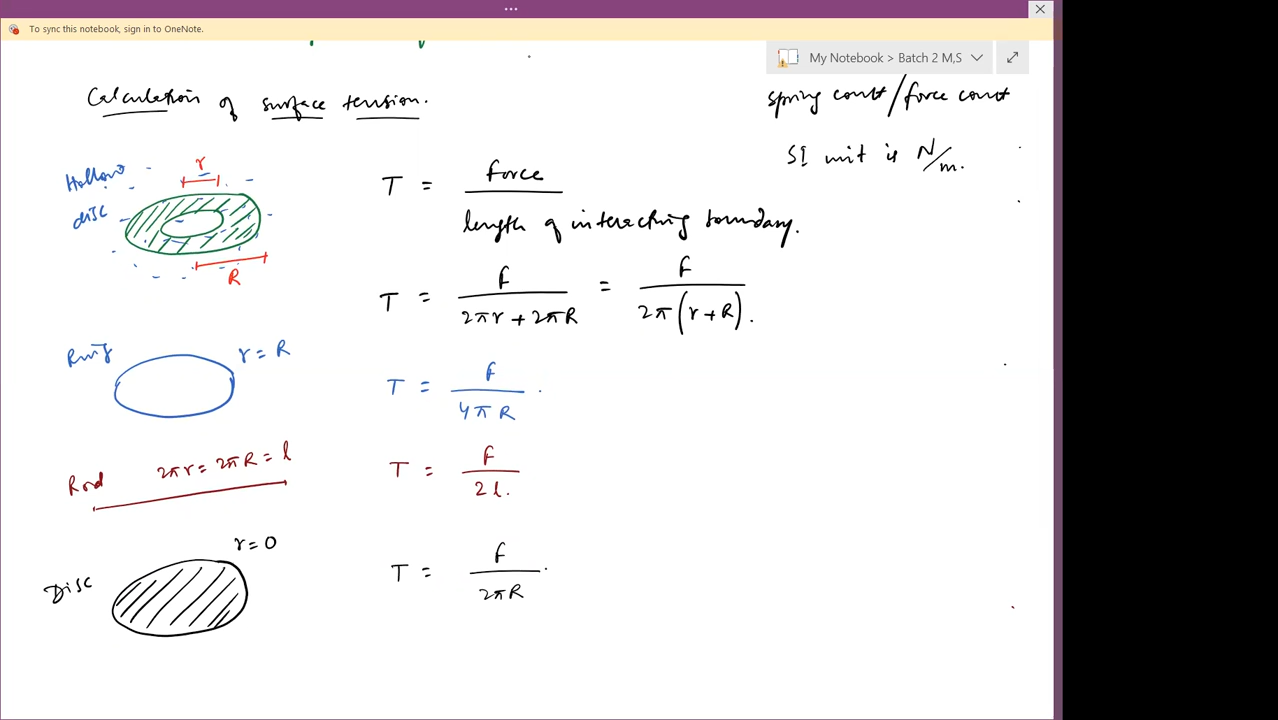 To sync this notebook, sign in to OneNote.
My Notebook > Batch 2 M,S
Calculation of surface tension.
spring const/force const
SI unit is N/m.
Hollow disc
r
R
T = force / length of interacting boundary.
T = F / 2πr + 2πR = F / 2π(r+R).
Ring r = R
T = F / 4πR
Rod 2πr = 2πR = l
T = F / 2l.
Disc r = 0
T = F / 2πR